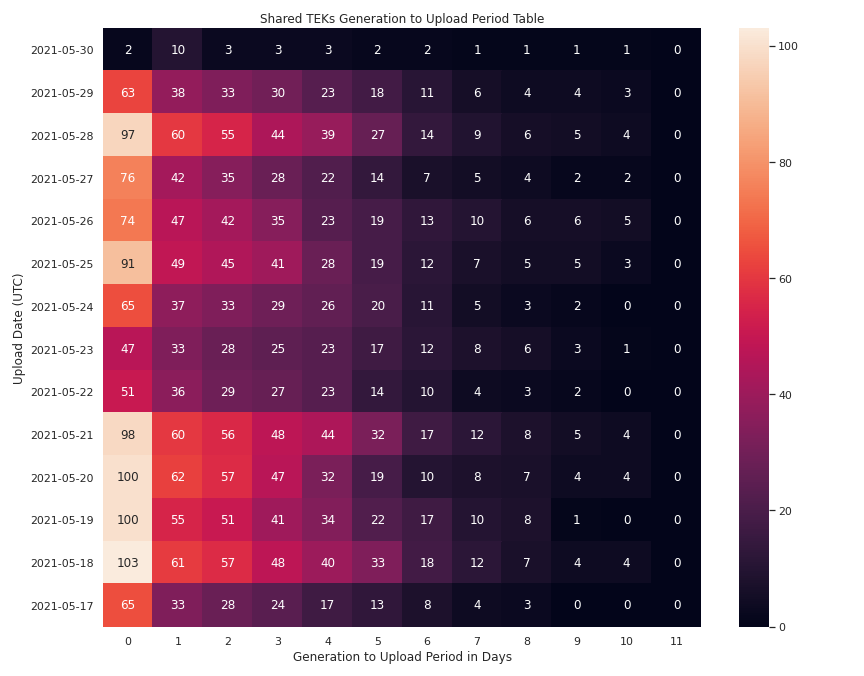 Shared TEKs Generation to Upload Period Table
Upload Date (UTC)
2021-05-30 2 10 3 3 3 2 2 1 1 1 1 0
2021-05-29 63 38 33 30 23 18 11 6 4 4 3 0
2021-05-28 97 60 55 44 39 27 14 9 6 5 4 0
2021-05-27 76 42 35 28 22 14 7 5 4 2 2 0
2021-05-26 74 47 42 35 23 19 13 10 6 6 5 0
2021-05-25 91 49 45 41 28 19 12 7 5 5 3 0
2021-05-24 65 37 33 29 26 20 11 5 3 2 0 0
2021-05-23 47 33 28 25 23 17 12 8 6 3 1 0
2021-05-22 51 36 29 27 23 14 10 4 3 2 0 0
2021-05-21 98 60 56 48 44 32 17 12 8 5 4 0
2021-05-20 100 62 57 47 32 19 10 8 7 4 4 0
2021-05-19 100 55 51 41 34 22 17 10 8 1 0 0
2021-05-18 103 61 57 48 40 33 18 12 7 4 4 0
2021-05-17 65 33 28 24 17 13 8 4 3 0 0 0
0 1 2 3 4 5 6 7 8 9 10 11
Generation to Upload Period in Days
100
80
60
40
20
0